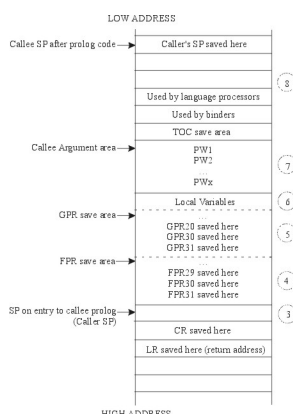 LOW ADDRESS
Callee SP after prolog code
Caller's SP saved here
8
Used by language processors
Used by binders
TOC save area
Callee Argument area
PW1
PW2
...
PWx
7
Local Variables
6
GPR save area
...
GPR28 saved here
GPR30 saved here
GPR31 saved here
5
FPR save area
...
FPR29 saved here
FPR30 saved here
FPR31 saved here
4
SP on entry to callee prolog
(Caller SP)
3
CR saved here
LR saved here (return address)
HIGH ADDRESS